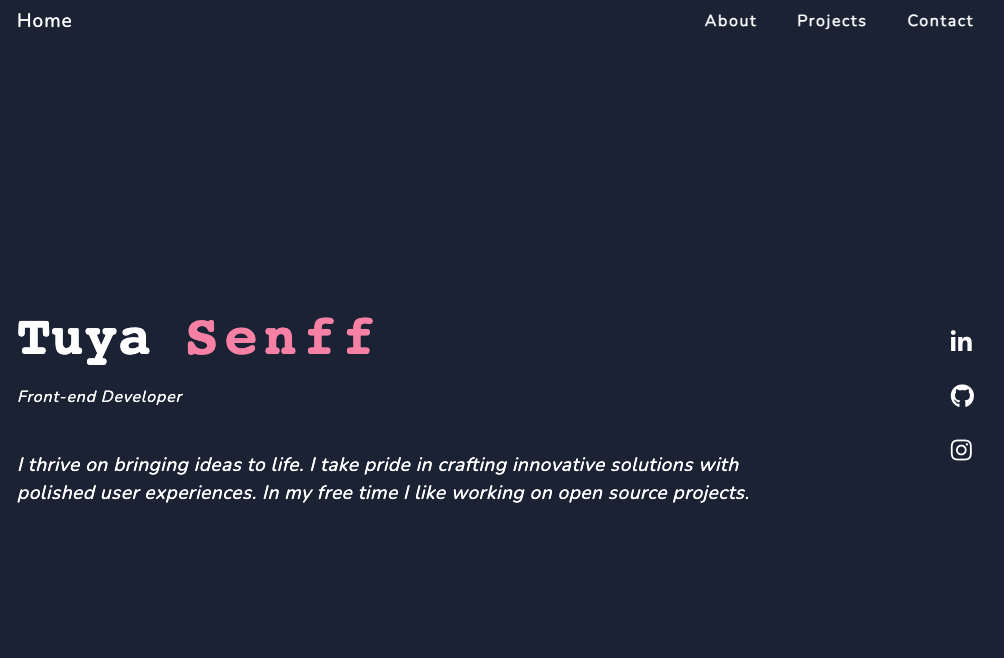 Home
About
Projects
Contact
Tuya Senff
Front-end Developer
in
I thrive on bringing ideas to life. I take pride in crafting innovative solutions with
polished user experiences. In my free time I like working on open source projects.